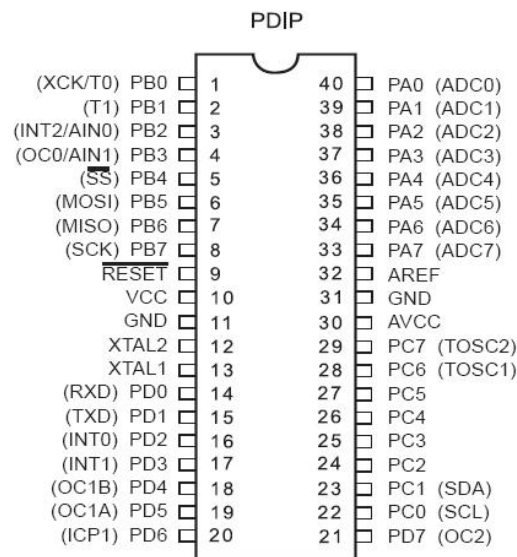 PDIP
(XCK/T0) PB0 1 40 PA0 (ADC0)
(T1) PB1 2 39 PA1 (ADC1)
(INT2/AIN0) PB2 3 38 PA2 (ADC2)
(OC0/AIN1) PB3 4 37 PA3 (ADC3)
(SS) PB4 5 36 PA4 (ADC4)
(MOSI) PB5 6 35 PA5 (ADC5)
(MISO) PB6 7 34 PA6 (ADC6)
(SCK) PB7 8 33 PA7 (ADC7)
RESET 9 32 AREF
VCC 10 31 GND
GND 11 30 AVCC
XTAL2 12 29 PC7 (TOSC2)
XTAL1 13 28 PC6 (TOSC1)
(RXD) PD0 14 27 PC5
(TXD) PD1 15 26 PC4
(INT0) PD2 16 25 PC3
(INT1) PD3 17 24 PC2
(OC1B) PD4 18 23 PC1 (SDA)
(OC1A) PD5 19 22 PC0 (SCL)
(ICP1) PD6 20 21 PD7 (OC2)